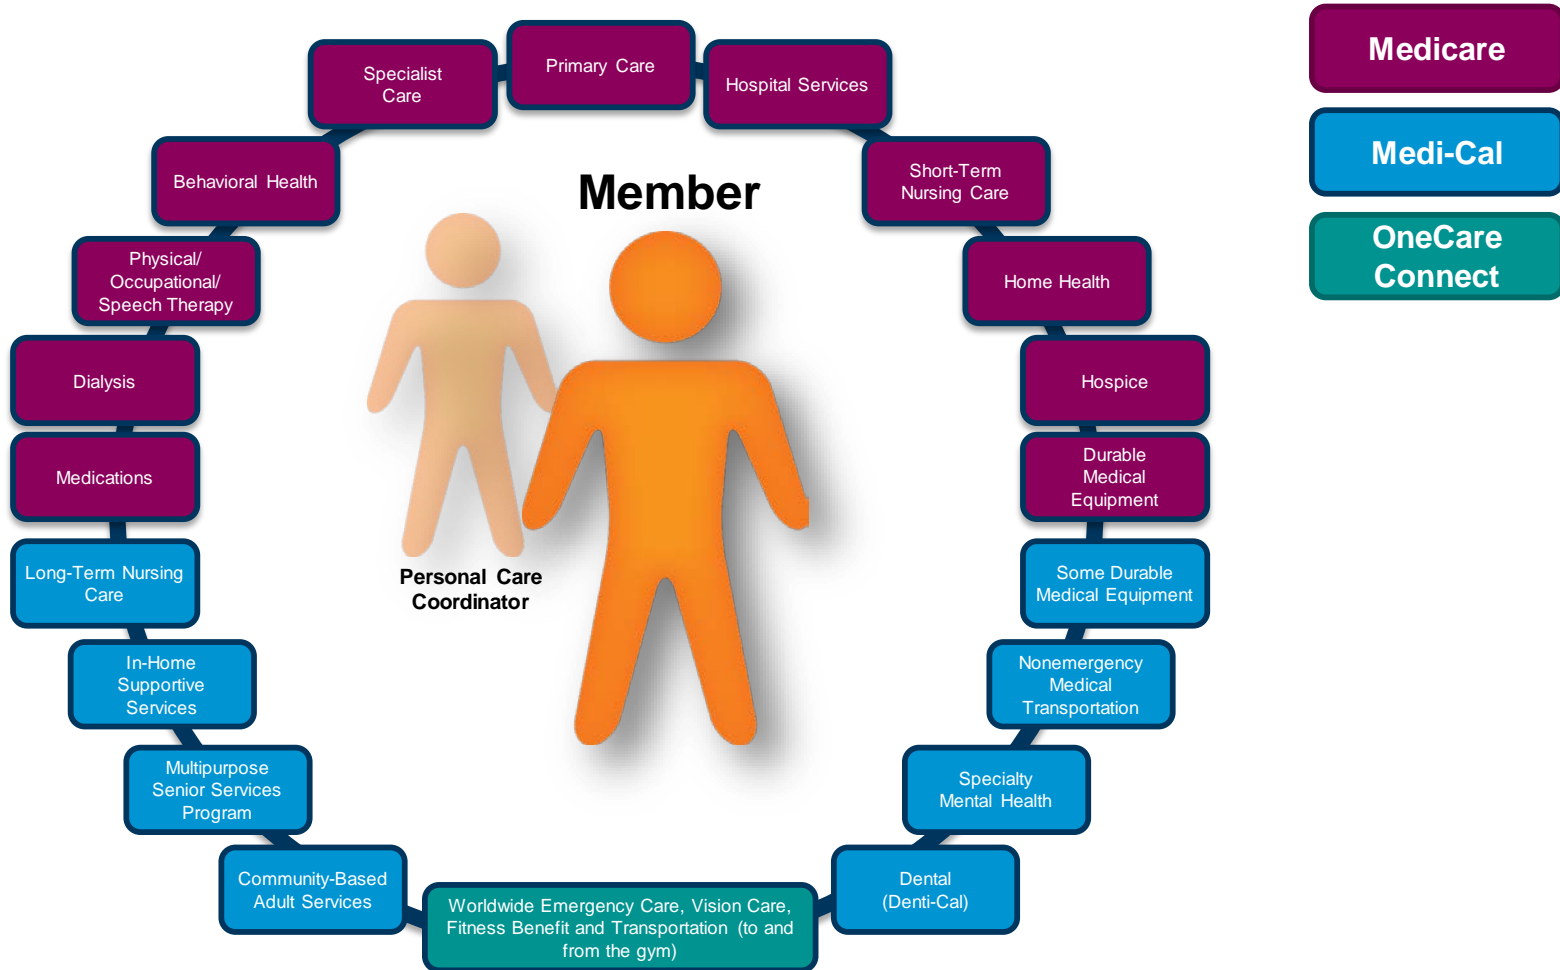 Primary Care
Specialist
Care
Hospital Services
Medicare
Behavioral Health
Short-Term
Nursing Care
Medi-Cal
Member
Physical/
Occupational/
Speech Therapy
Home Health
OneCare
Connect
Dialysis
Hospice
Medications
Durable
Medical
Equipment
Long-Term Nursing
Care
Personal Care
Coordinator
Some Durable
Medical Equipment
In-Home
Supportive
Services
Nonemergency
Medical
Transportation
Multipurpose
Senior Services
Program
Specialty
Mental Health
Community-Based
Adult Services
Dental
(Denti-Cal)
Worldwide Emergency Care, Vision Care,
Fitness Benefit and Transportation (to and
from the gym)